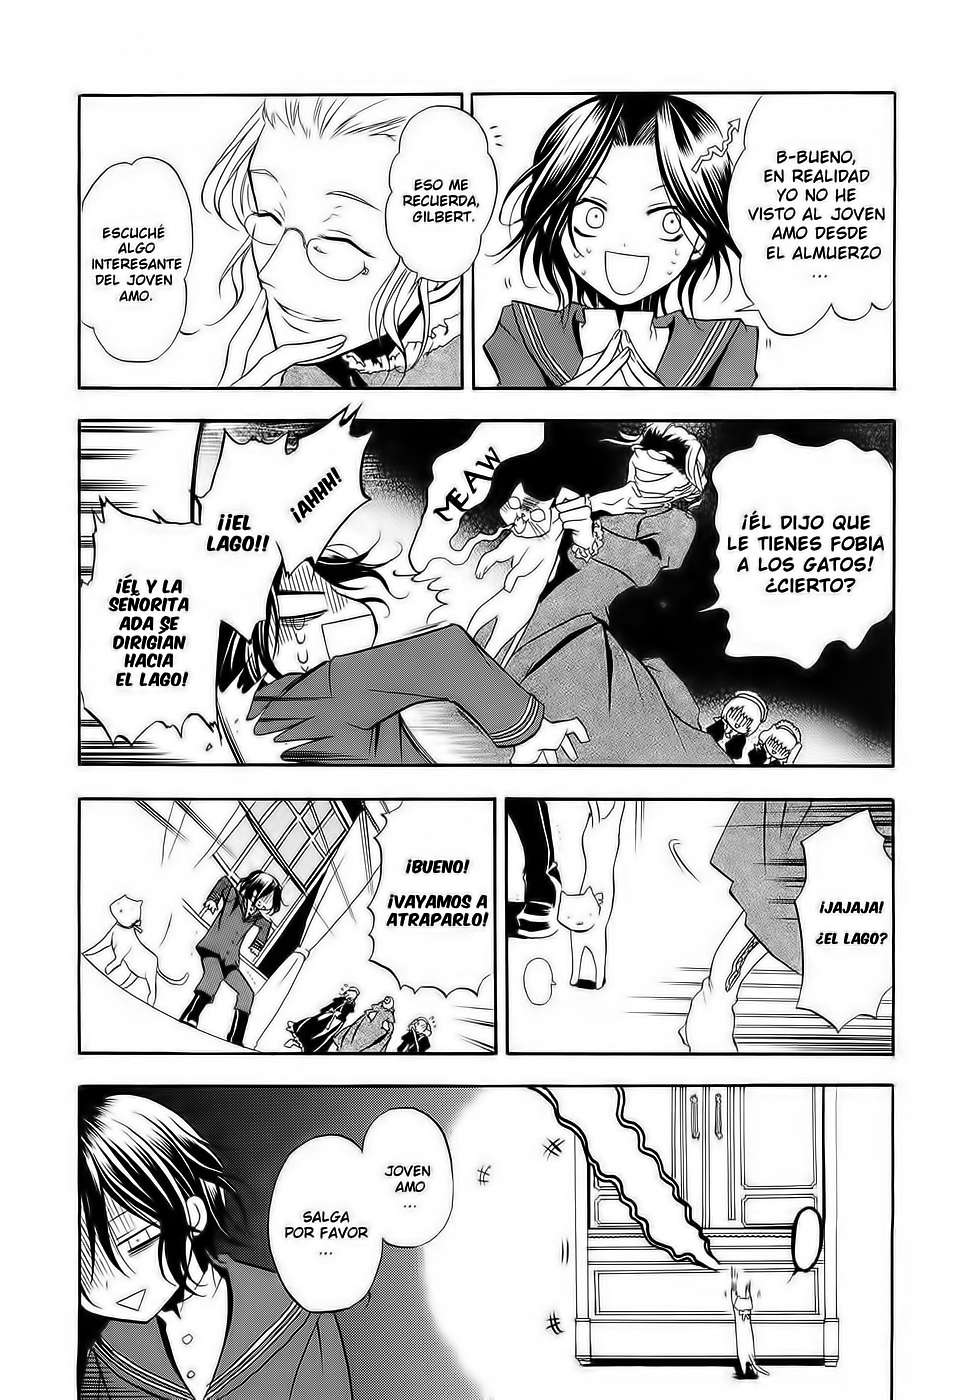 B-BUENO,
EN REALIDAD
YO NO HE
VISTO AL JOVEN
AMO DESDE
EL ALMUERZO
...
ESO ME
RECUERDA,
GILBERT.
ESCUCHÉ
ALGO
INTERESANTE
DEL JOVEN
AMO.
¡ÉL DIJO QUE
LE TIENES FOBIA
A LOS GATOS!
¿CIERTO?
MEAW
¡AHHH!
¡¡EL
LAGO!!
¡ÉL Y LA
SEÑORITA
ADA SE
DIRIGÍAN
HACIA
EL LAGO!
¡JAJAJA!
¿EL LAGO?
¡BUENO!
¡VAYAMOS A
ATRAPARLO!
JOVEN
AMO
...
SALGA
POR FAVOR
...